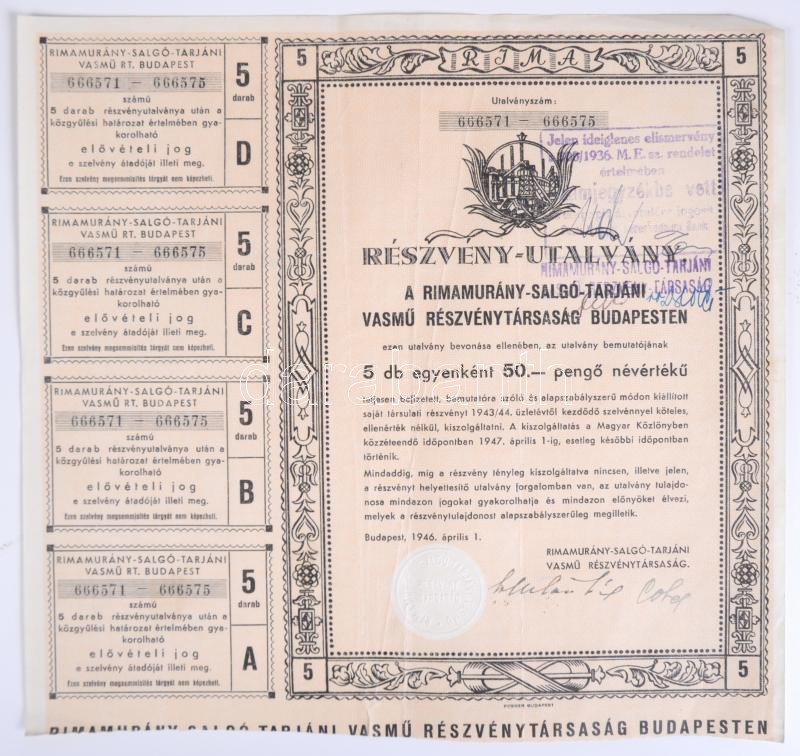 RIMAMURÁNY-SALGÓ-TARJÁNI
VASMŰ RT. BUDAPEST
666571 — 666575
számú
5 darab részvényutalványa után a
közgyűlési határozat értelmében gya-
korolható
elővételi jog
e szelvény átadóját illeti meg.
Ezen szelvény megsemmisítés tárgyát nem képezheti.
5
darab
D
RIMAMURÁNY-SALGÓ-TARJÁNI
VASMŰ RT. BUDAPEST
666571 — 666575
számú
5 darab részvényutalványa után a
közgyűlési határozat értelmében gya-
korolható
elővételi jog
e szelvény átadóját illeti meg.
Ezen szelvény megsemmisítés tárgyát nem képezheti.
5
darab
C
RIMAMURÁNY-SALGÓ-TARJÁNI
VASMŰ RT. BUDAPEST
666571 — 666575
számú
5 darab részvényutalványa után a
közgyűlési határozat értelmében gya-
korolható
elővételi jog
e szelvény átadóját illeti meg.
Ezen szelvény megsemmisítés tárgyát nem képezheti.
5
darab
B
RIMAMURÁNY-SALGÓ-TARJÁNI
VASMŰ RT. BUDAPEST
666571 — 666575
számú
5 darab részvényutalványa után a
közgyűlési határozat értelmében gya-
korolható
elővételi jog
e szelvény átadóját illeti meg.
Ezen szelvény megsemmisítés tárgyát nem képezheti.
5
darab
A
5 RIMA 5
Utalványszám:
666571 — 666575
Jelen ideiglenes elismervény
/1936. M. E. sz. rendelet
értelmében
vett
RÉSZVÉNY-UTALVÁNY
RIMAMURÁNY-SALGÓ-TARJÁNI
A RIMAMURÁNY-SALGÓ-TARJÁNI
VASMŰ RÉSZVÉNYTÁRSASÁG BUDAPESTEN
ezen utalvány bevonása ellenében, az utalvány bemutatójának
5 db egyenként 50.— pengő névértékű
teljesen befizetett, bemutatóra szóló és alapszabályszerű módon kiállított
saját társulati részvényt 1943/44. üzletévtől kezdődő szelvénnyel köteles,
ellenérték nélkül, kiszolgáltatni. A kiszolgáltatás a Magyar Közlönyben
közzéteendő időpontban 1947. április 1-ig, esetleg későbbi időpontban
történik.
Mindaddig, míg a részvény tényleg kiszolgáltatva nincsen, illetve jelen,
a részvényt helyettesítő utalvány forgalomban van, az utalvány tulajdo-
nosa mindazon jogokat gyakorolhatja és mindazon előnyöket élvezi,
melyek a részvénytulajdonost alapszabályszerűleg megilletik.
Budapest, 1946. április 1.
RIMAMURÁNY-SALGÓ-TARJÁNI
VASMŰ RÉSZVÉNYTÁRSASÁG.
5 5
POSNER BUDAPEST
RIMAMURÁNY-SALGÓ-TARJÁNI VASMŰ RÉSZVÉNYTÁRSASÁG BUDAPESTEN
darabanth